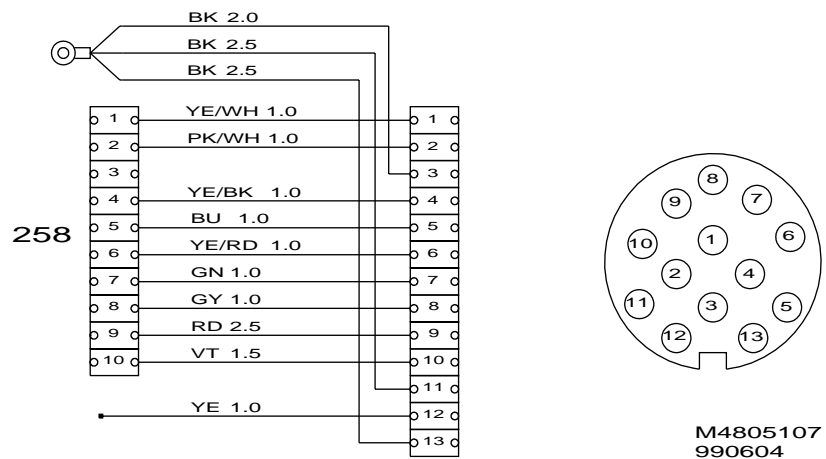 BK 2.0
BK 2.5
BK 2.5
1 YE/WH 1.0 1
2 PK/WH 1.0 2
3 3
4 YE/BK 1.0 4
258
5 BU 1.0 5
6 YE/RD 1.0 6
7 GN 1.0 7
8 GY 1.0 8
9 RD 2.5 9
10 VT 1.5 10
11
YE 1.0 12
13
8
9 7
10 1 6
2 4
11 3 5
12 13
M4805107
990604